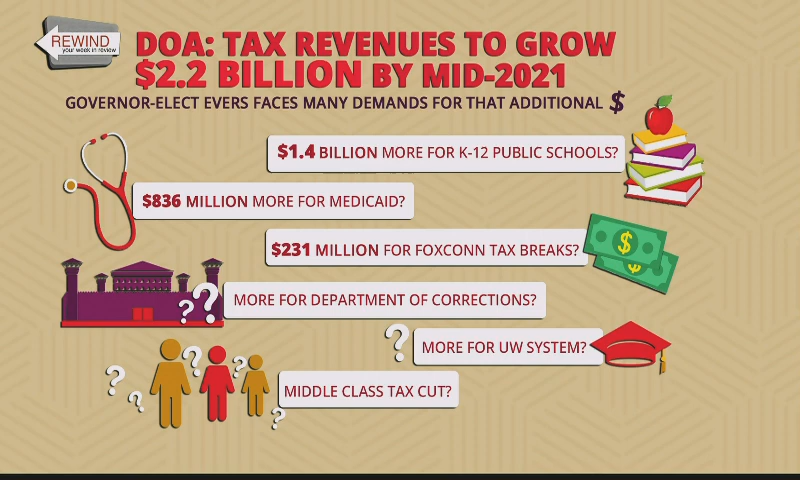 REWIND
your week in review
DOA: TAX REVENUES TO GROW
$2.2 BILLION BY MID-2021
GOVERNOR-ELECT EVERS FACES MANY DEMANDS FOR THAT ADDITIONAL $
$1.4 BILLION MORE FOR K-12 PUBLIC SCHOOLS?
$836 MILLION MORE FOR MEDICAID?
$231 MILLION FOR FOXCONN TAX BREAKS?
$
$
?? MORE FOR DEPARTMENT OF CORRECTIONS?
? MORE FOR UW SYSTEM?
? ? ? ?
MIDDLE CLASS TAX CUT?
?